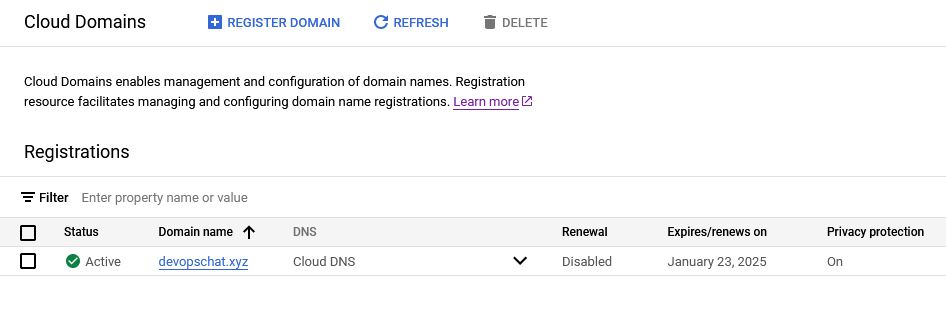 Cloud Domains REGISTER DOMAIN REFRESH DELETE
Cloud Domains enables management and configuration of domain names. Registration
resource facilitates managing and configuring domain name registrations. Learn more
Registrations
Filter Enter property name or value
Status Domain name DNS Renewal Expires/renews on Privacy protection
Active devopschat.xyz Cloud DNS Disabled January 23, 2025 On